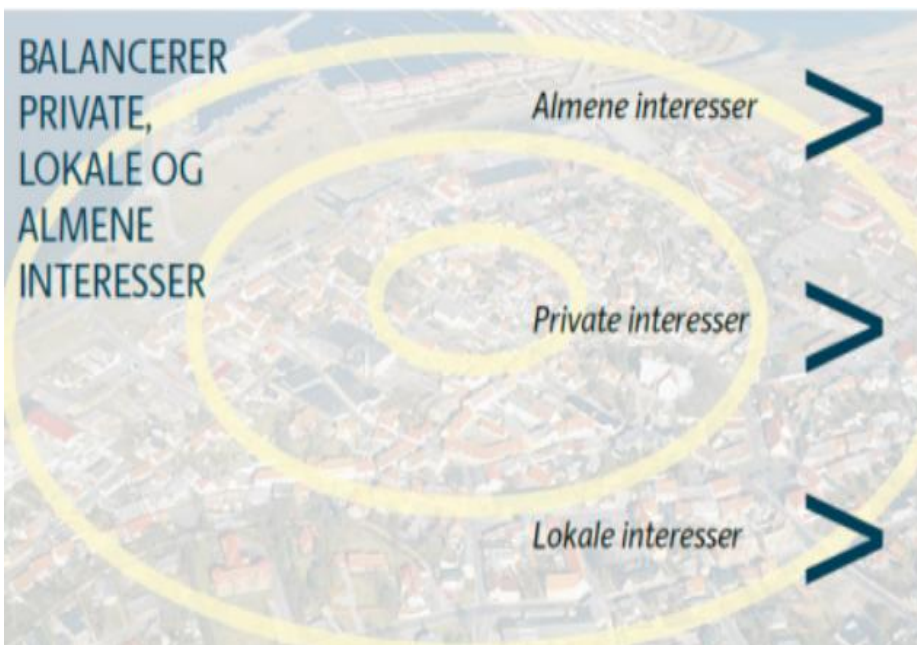 BALANCERER
PRIVATE,
LOKALE OG
ALMENE
INTERESSER
Almene interesser
>
Private interesser
>
Lokale interesser
>